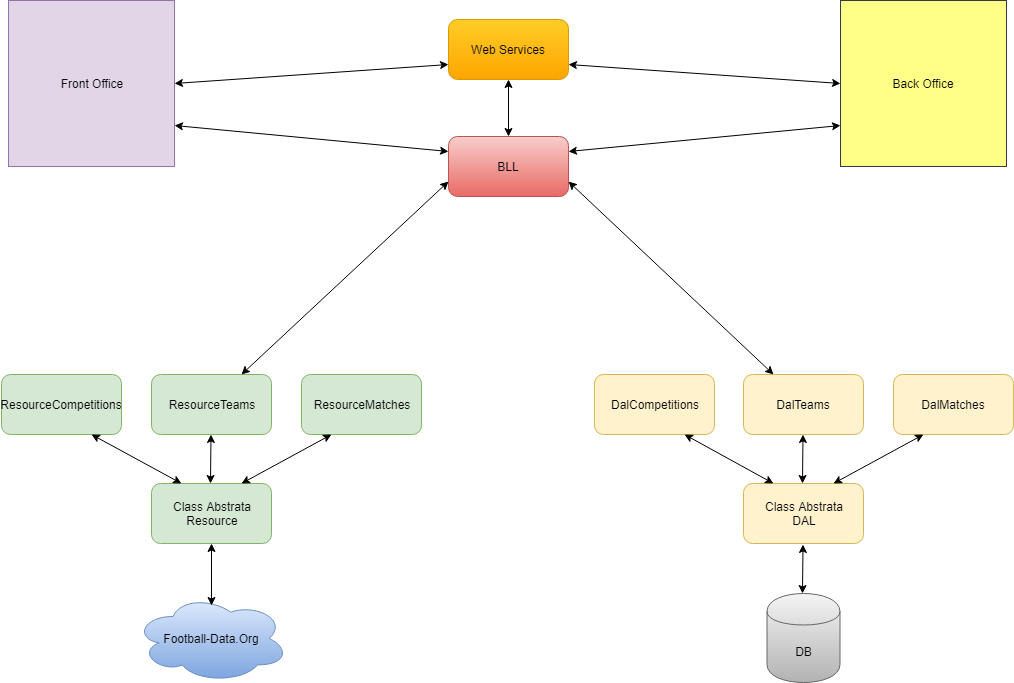 Web Services
Front Office
Back Office
BLL
ResourceCompetitions
ResourceTeams
ResourceMatches
DalCompetitions
DalTeams
DalMatches
Class Abstrata
Resource
Class Abstrata
DAL
Football-Data.Org
DB